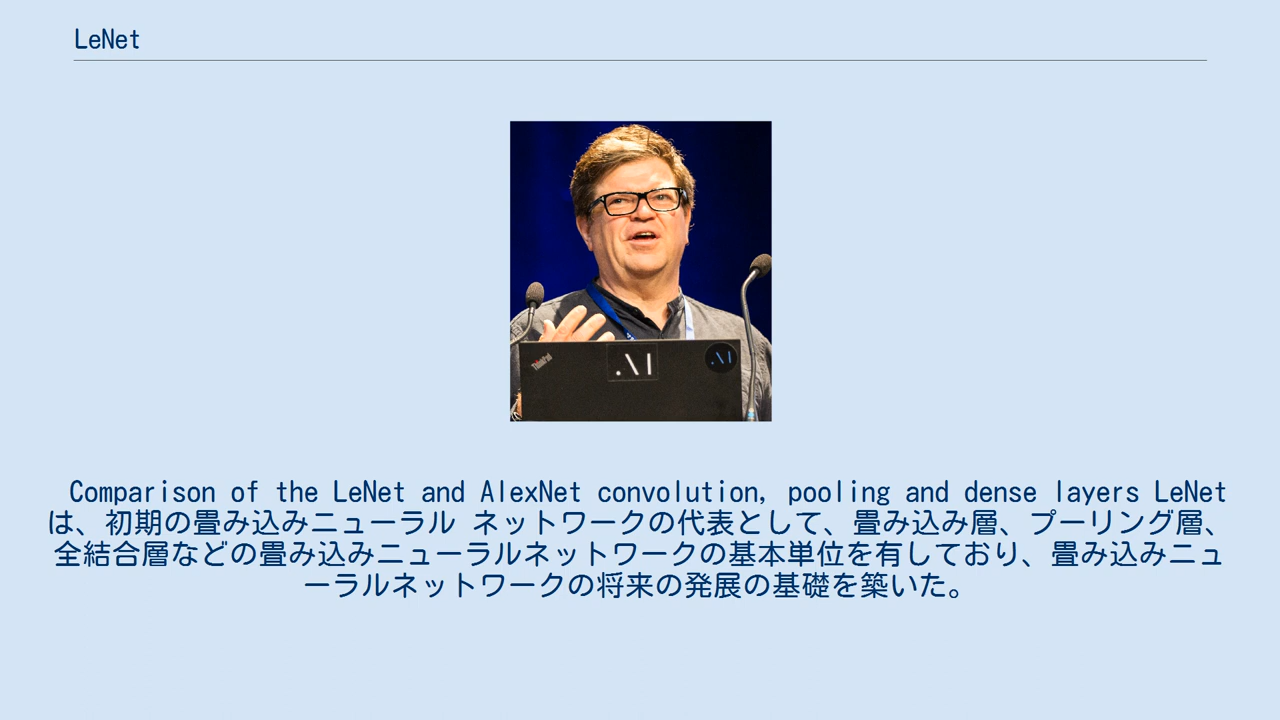 LeNet
ThinkPad
.AI
.AI
Comparison of the LeNet and AlexNet convolution, pooling and dense layers LeNet
は、初期の畳み込みニューラル ネットワークの代表として、畳み込み層、プーリング層、
全結合層などの畳み込みニューラルネットワークの基本単位を有しており、畳み込みニュ
ーラルネットワークの将来の発展の基礎を築いた。